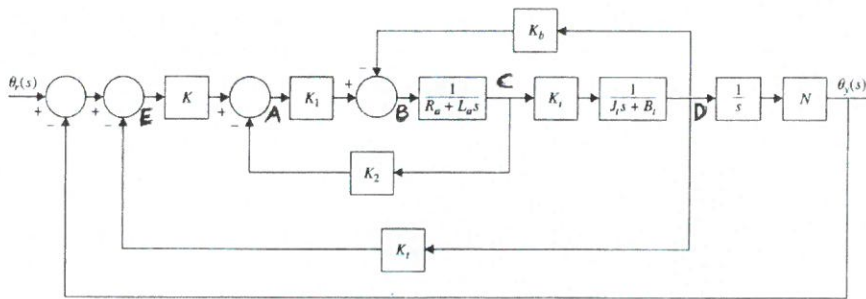 K_b
θ_r(s)
+
−
+
−
E
K
+
−
A
K_1
+
−
B
1
R_a + L_a s
C
K_i
1
J_t s + B_t
D
1
s
N
θ_y(s)
K_2
K_t